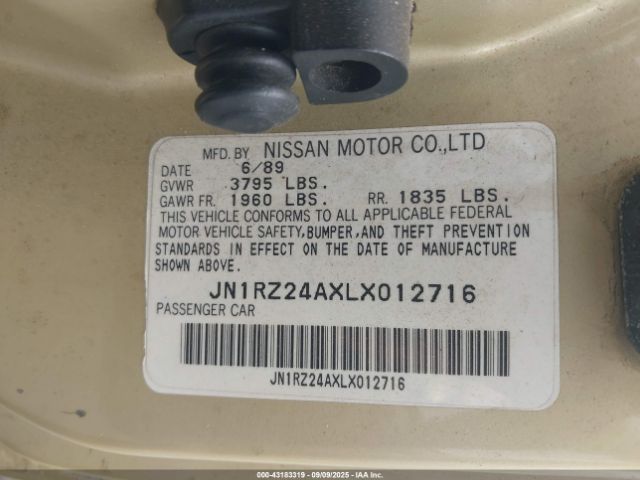 MFD. BY NISSAN MOTOR CO.,LTD
DATE 6/89
GVWR 3795 LBS.
GAWR FR. 1960 LBS. RR. 1835 LBS.
THIS VEHICLE CONFORMS TO ALL APPLICABLE FEDERAL
MOTOR VEHICLE SAFETY, BUMPER, AND THEFT PREVENTION
STANDARDS IN EFFECT ON THE DATE OF MANUFACTURE
SHOWN ABOVE.
JN1RZ24AXLX012716
PASSENGER CAR
JN1RZ24AXLX012716
000-43183319 - 09/09/2025 - IAAI.COM